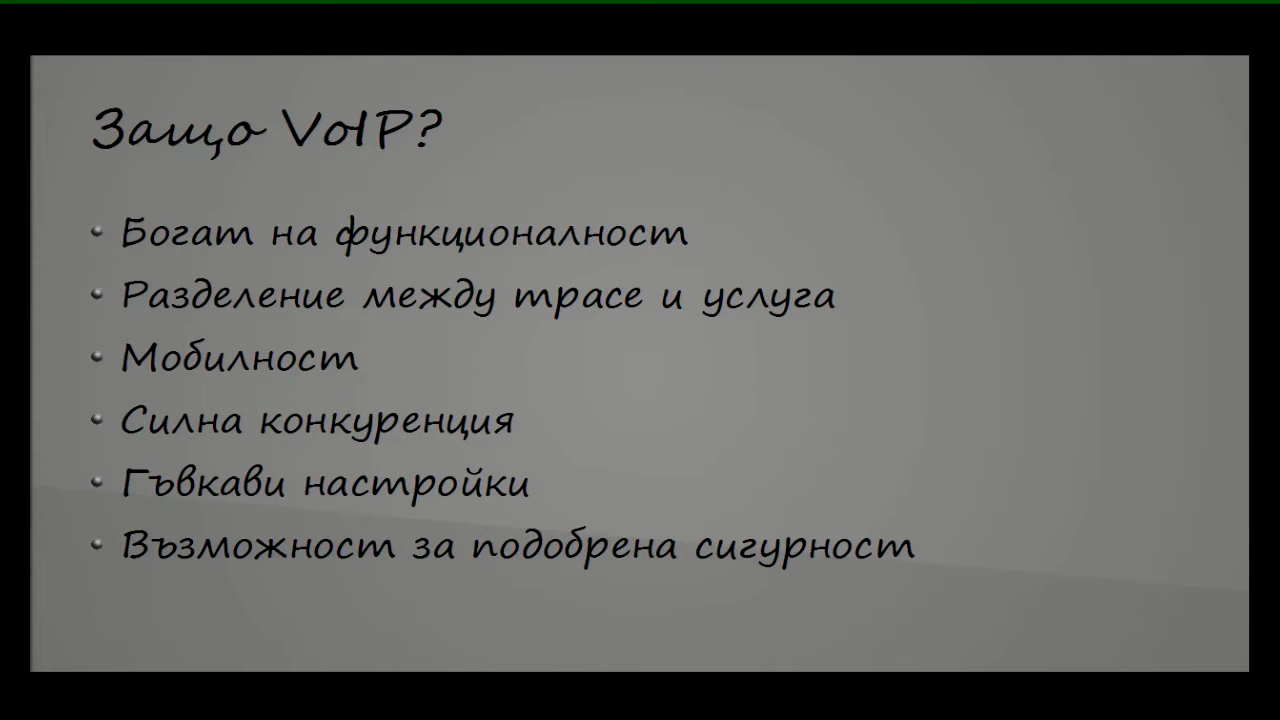 Защо VoIP?
Богат на функционалност
Разделение между трасе и услуга
Мобилност
Силна конкуренция
Гъвкави настройки
Възможност за подобрена сигурност